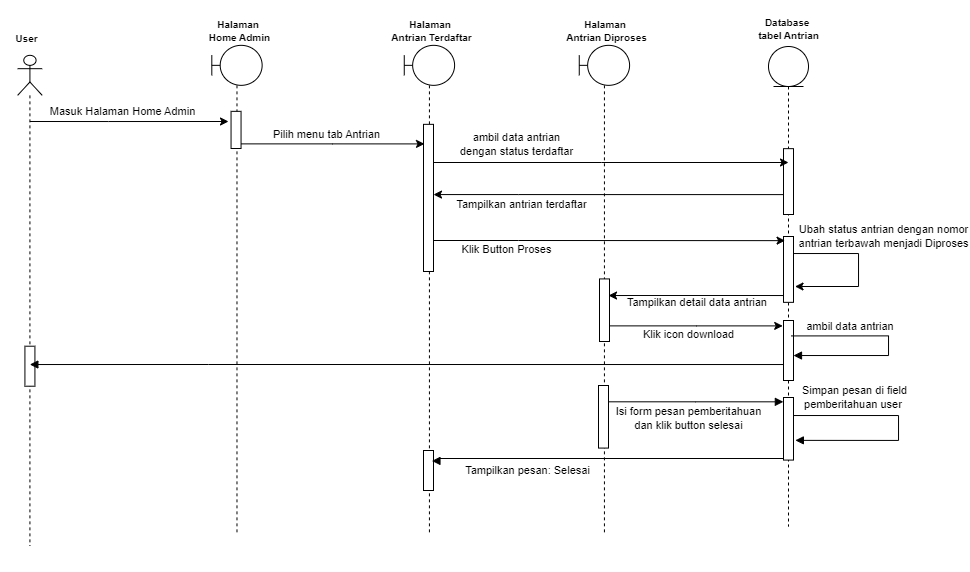 User
Halaman
Home Admin
Halaman
Antrian Terdaftar
Halaman
Antrian Diproses
Database
tabel Antrian
Masuk Halaman Home Admin
Pilih menu tab Antrian
ambil data antrian
dengan status terdaftar
Tampilkan antrian terdaftar
Klik Button Proses
Ubah status antrian dengan nomor
antrian terbawah menjadi Diproses
Tampilkan detail data antrian
Klik icon download
ambil data antrian
Isi form pesan pemberitahuan
dan klik button selesai
Simpan pesan di field
pemberitahuan user
Tampilkan pesan: Selesai